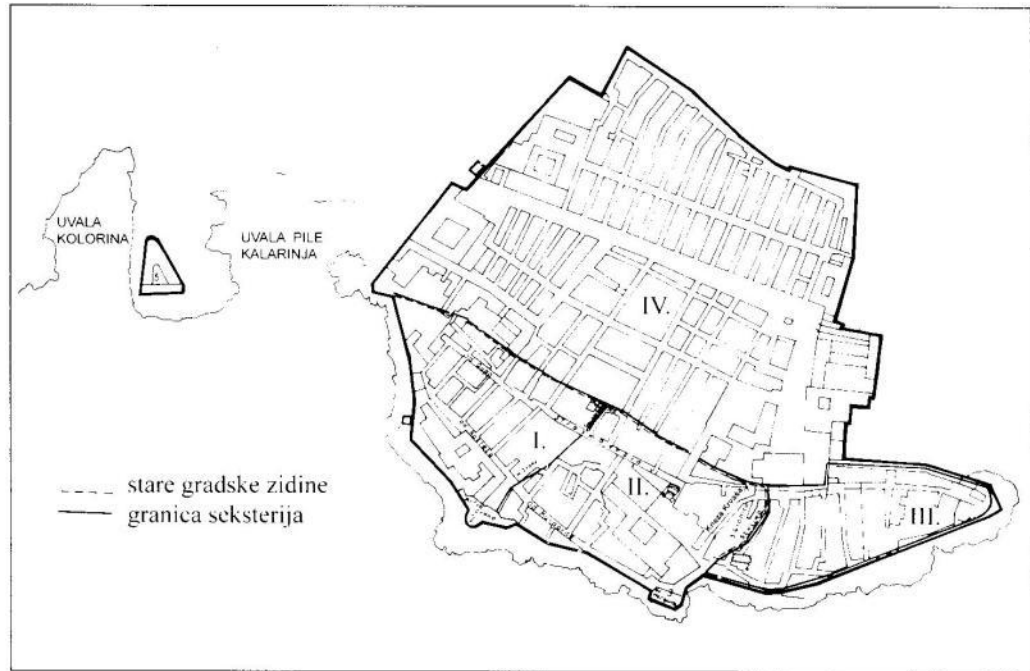 UVALA
KOLORINA
UVALA PILE
KALARINJA
IV.
I.
II.
III.
stare gradske zidine
granica seksterija